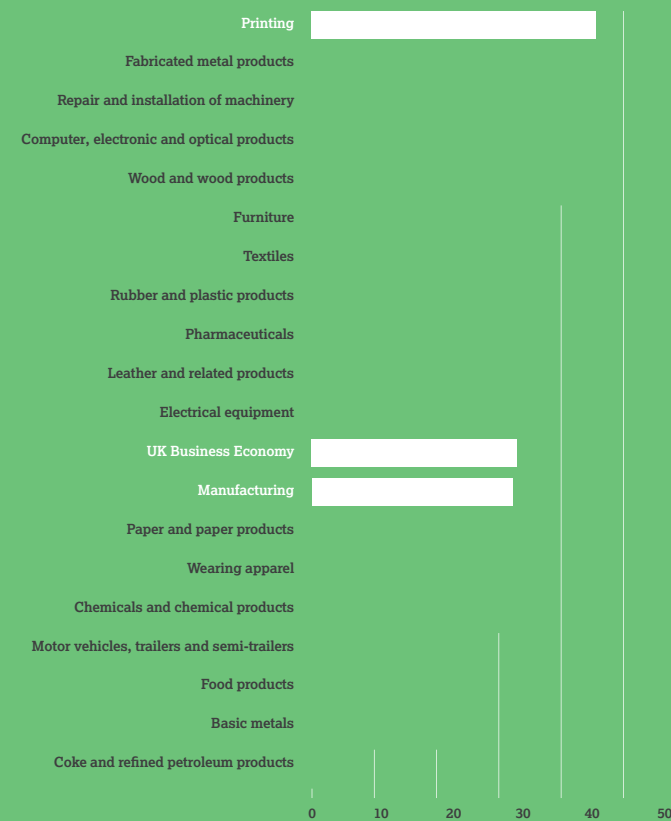 Printing
Fabricated metal products
Repair and installation of machinery
Computer, electronic and optical products
Wood and wood products
Furniture
Textiles
Rubber and plastic products
Pharmaceuticals
Leather and related products
Electrical equipment
UK Business Economy
Manufacturing
Paper and paper products
Wearing apparel
Chemicals and chemical products
Motor vehicles, trailers and semi-trailers
Food products
Basic metals
Coke and refined petroleum products
0 10 20 30 40 50